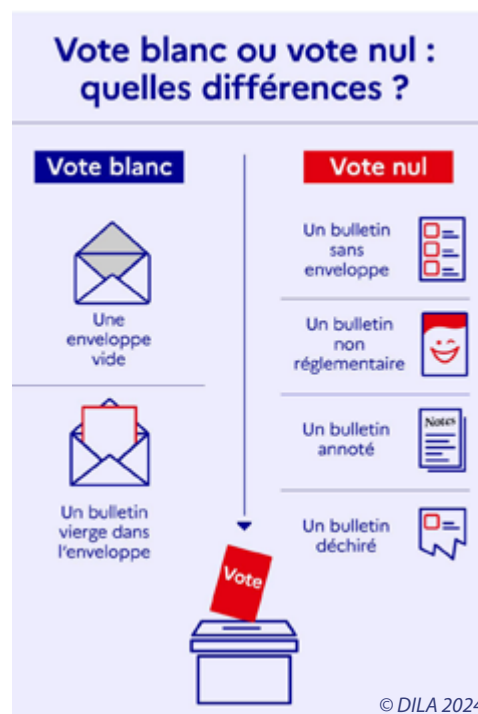 Vote blanc ou vote nul :
quelles différences ?
Vote blanc
Une
enveloppe
vide
Un bulletin
vierge dans
l'enveloppe
Vote nul
Un bulletin
sans
enveloppe
Un bulletin
non
réglementaire
Un bulletin
annoté
Notes
Un bulletin
déchiré
Vote
© DILA 2024